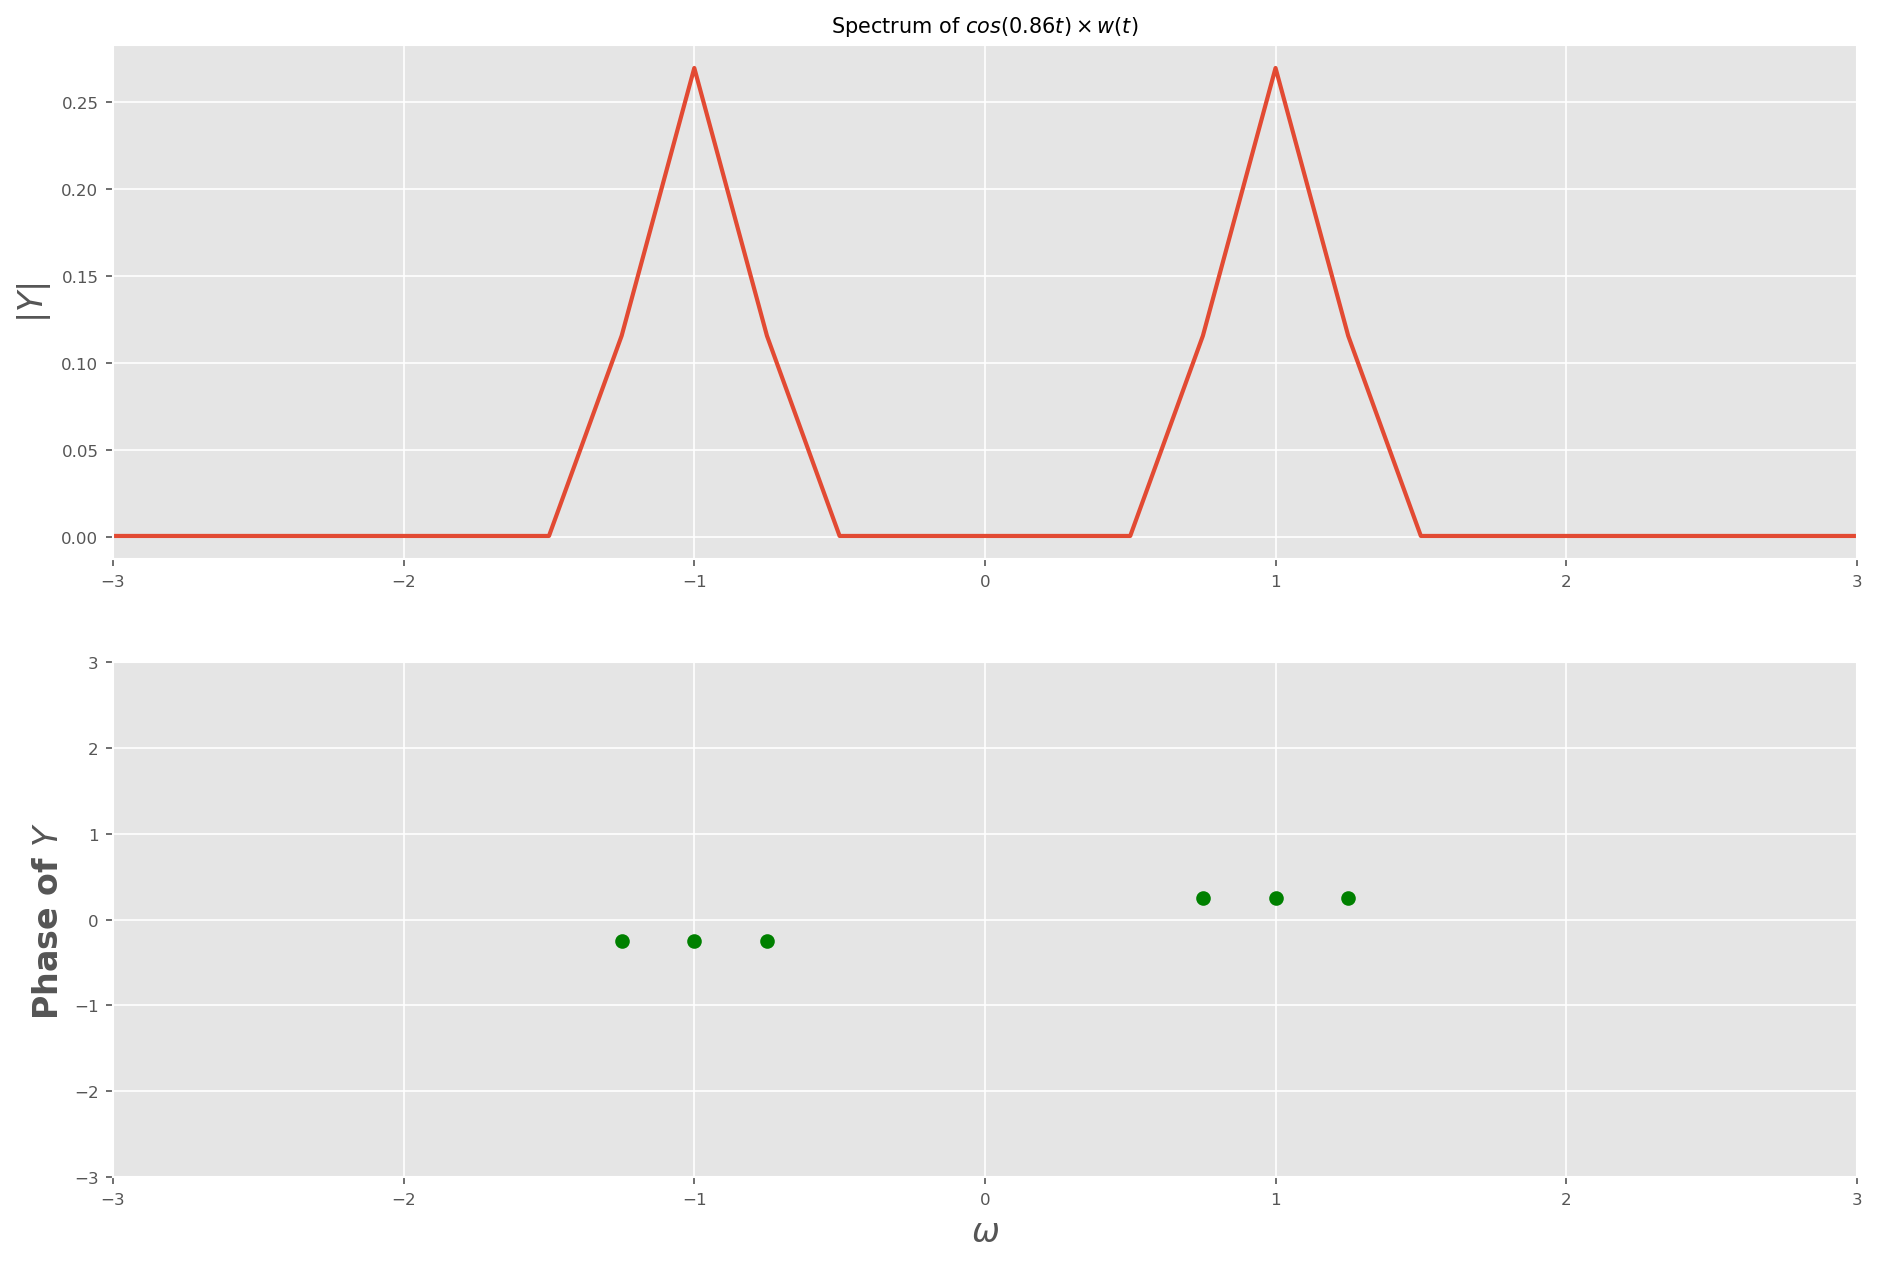 Spectrum of cos(0.86t) × w(t)
|Y|
0.25
0.20
0.15
0.10
0.05
0.00
−3 −2 −1 0 1 2 3
Phase of Y
3
2
1
0
−1
−2
−3
−3 −2 −1 0 1 2 3
ω